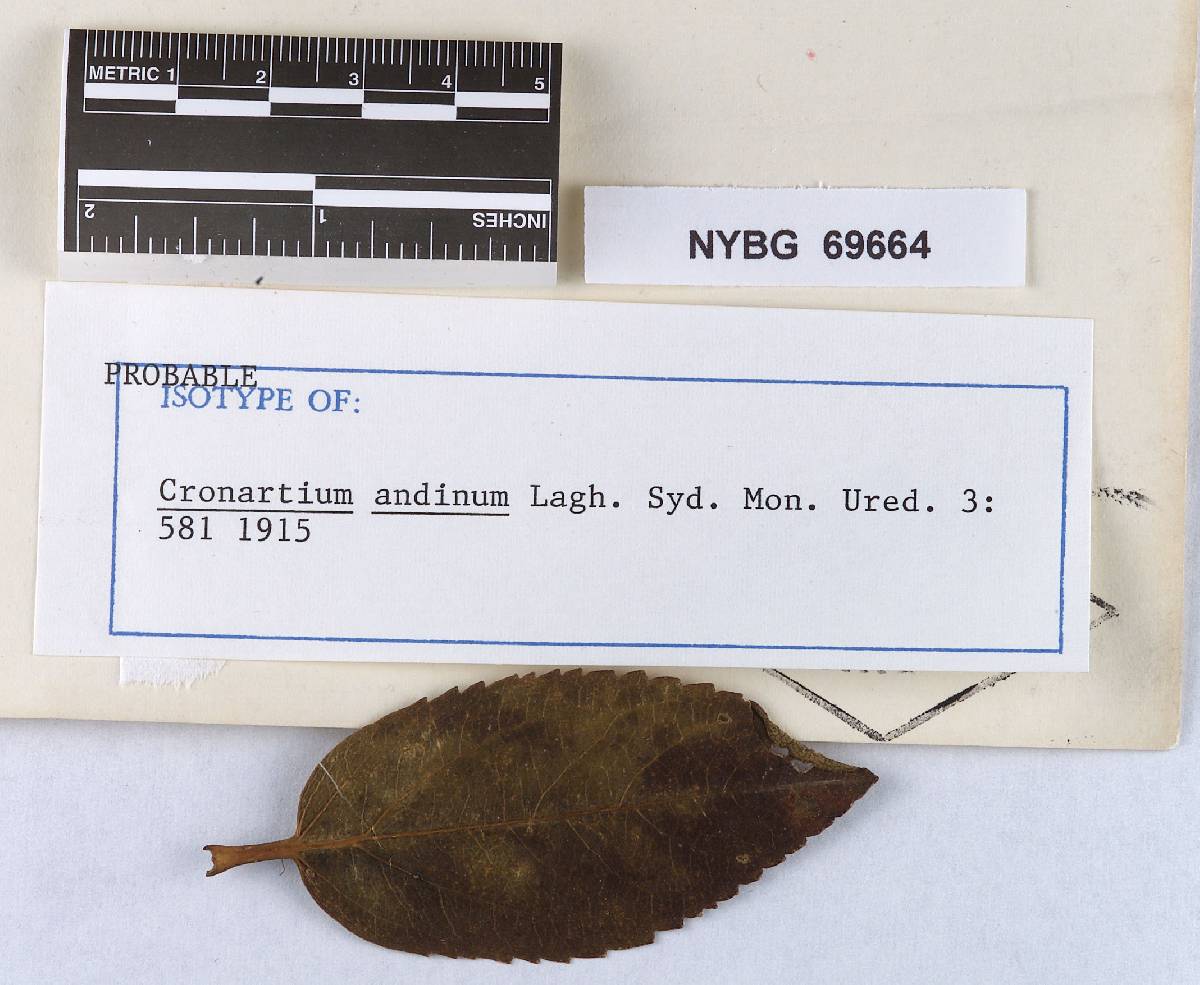 METRIC 1 2 3 4 5
2 1 INCHES
NYBG 69664
PROBABLE
ISOTYPE OF:
Cronartium andinum Lagh. Syd. Mon. Ured. 3:
581 1915